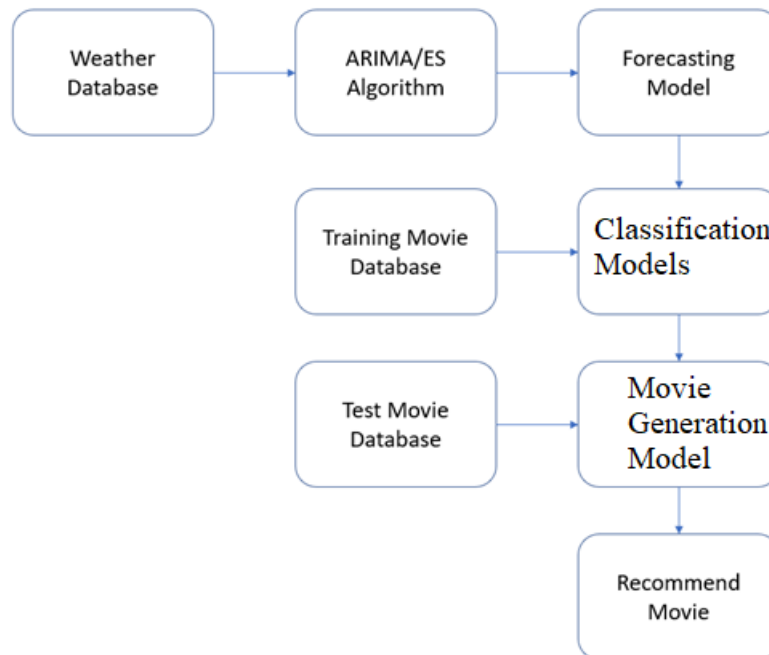 Weather
Database
ARIMA/ES
Algorithm
Forecasting
Model
Training Movie
Database
Classification
Models
Test Movie
Database
Movie
Generation
Model
Recommend
Movie